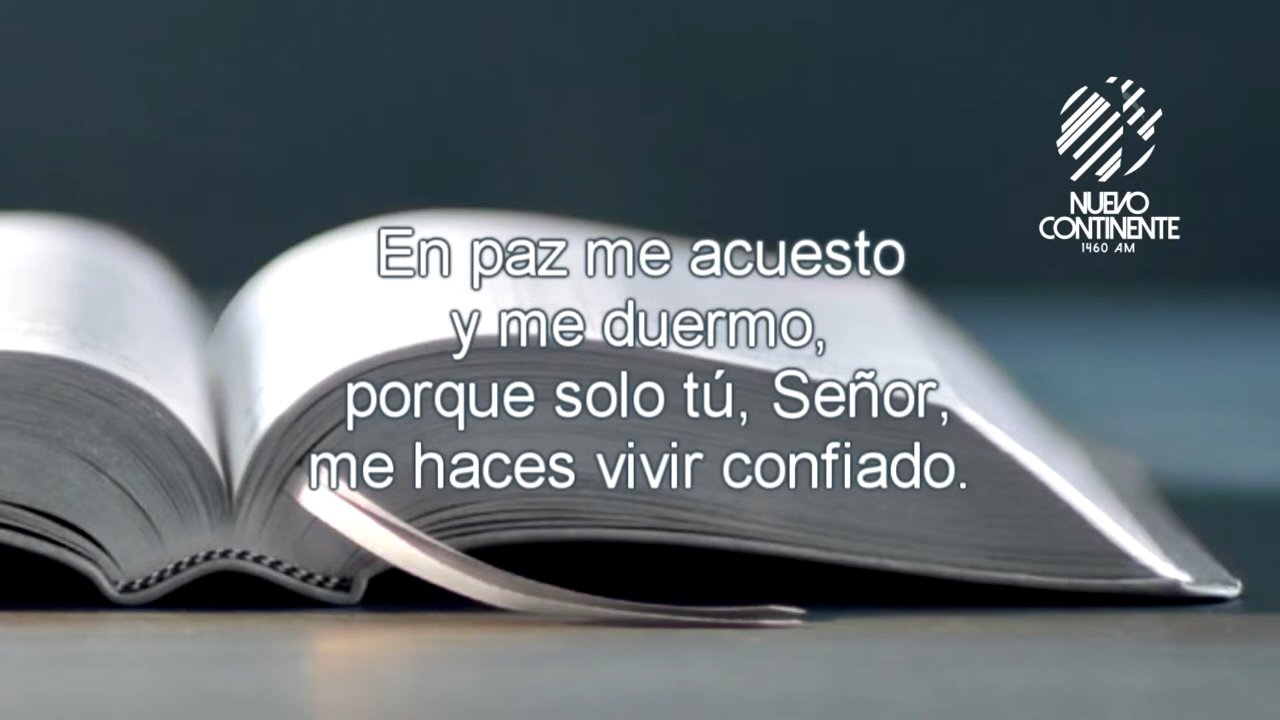 NUEVO
CONTINENTE
1460 AM
En paz me acuesto
y me duermo,
porque solo tú, Señor,
me haces vivir confiado.